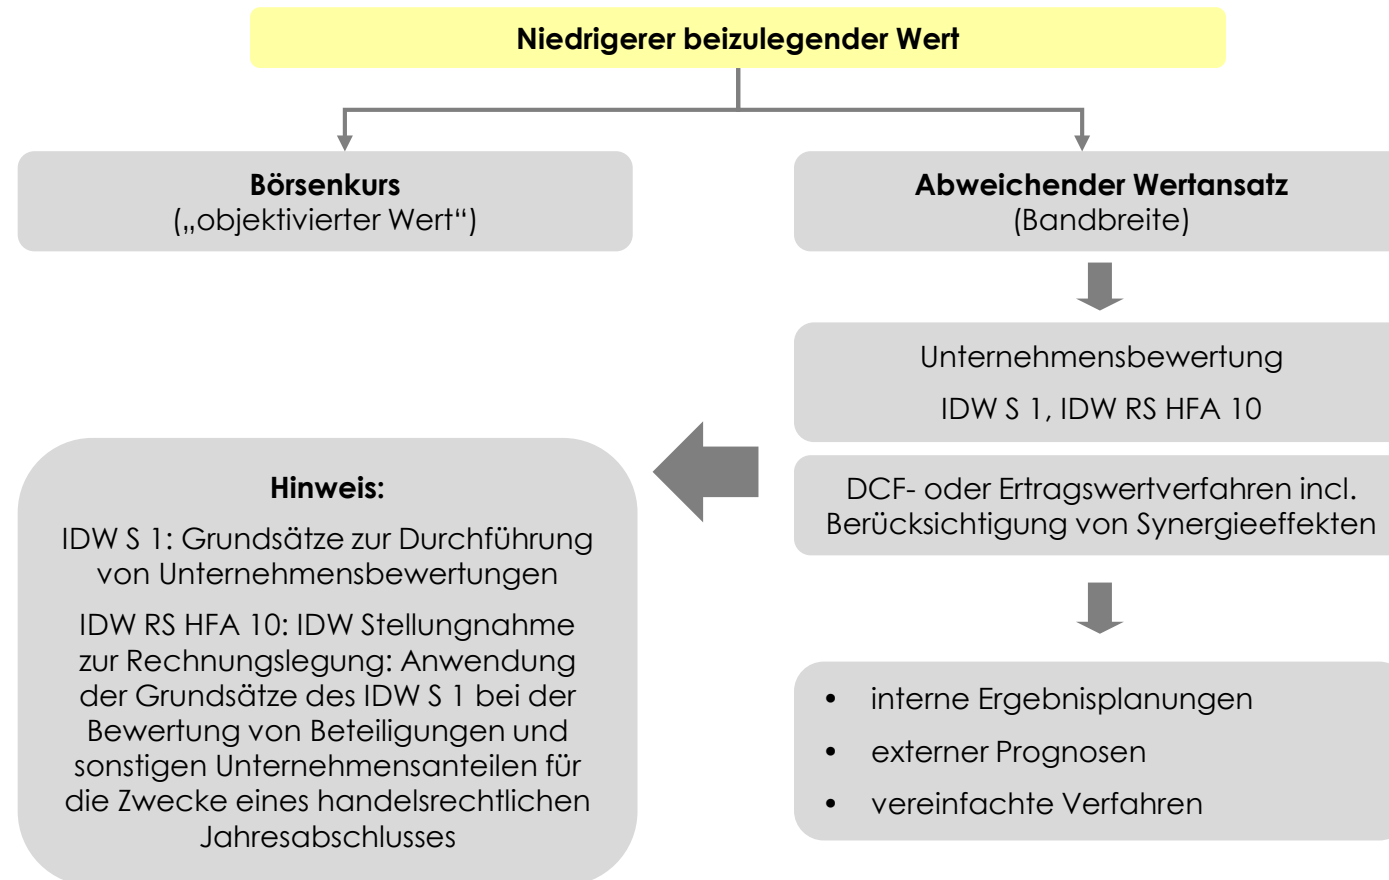 Niedrigerer beizulegender Wert
Börsenkurs
(„objektivierter Wert“)
Abweichender Wertansatz
(Bandbreite)
Unternehmensbewertung
IDW S 1, IDW RS HFA 10
DCF- oder Ertragswertverfahren incl.
Berücksichtigung von Synergieeffekten
Hinweis:
IDW S 1: Grundsätze zur Durchführung
von Unternehmensbewertungen
IDW RS HFA 10: IDW Stellungnahme
zur Rechnungslegung: Anwendung
der Grundsätze des IDW S 1 bei der
Bewertung von Beteiligungen und
sonstigen Unternehmensanteilen für
die Zwecke eines handelsrechtlichen
Jahresabschlusses
• interne Ergebnisplanungen
• externer Prognosen
• vereinfachte Verfahren